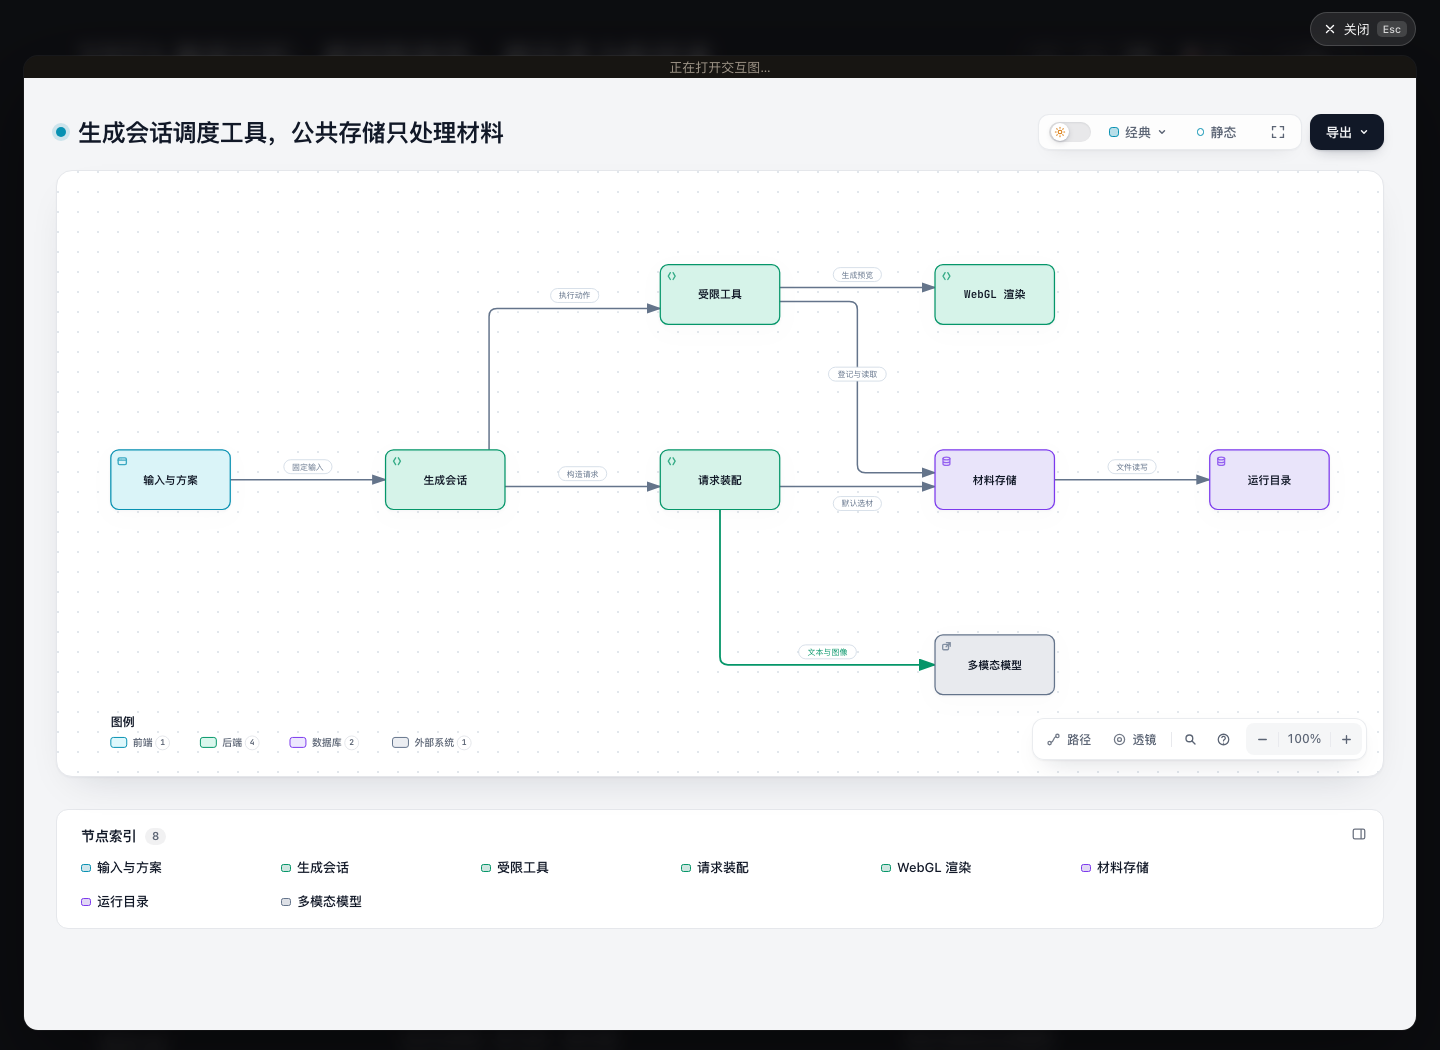 关闭 Esc
正在打开交互图...
生成会话调度工具，公共存储只处理材料
经典
静态
导出
生成预览
执行动作
受限工具
WebGL 渲染
登记与读取
固定输入
构造请求
文件读写
输入与方案
生成会话
请求装配
材料存储
运行目录
默认选材
文本与图像
多模态模型
图例
前端 1
后端 4
数据库 2
外部系统 1
路径
透镜
100%
节点索引 8
输入与方案
生成会话
受限工具
请求装配
WebGL 渲染
材料存储
运行目录
多模态模型